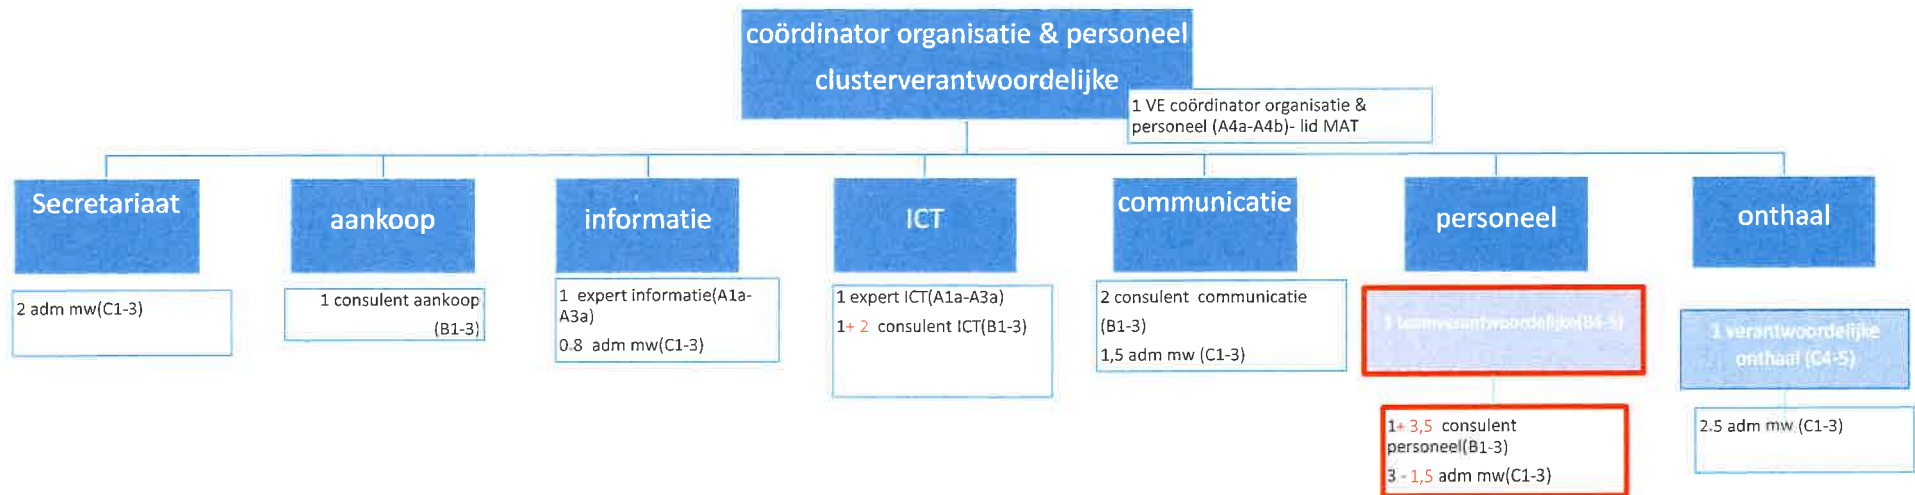 coördinator organisatie & personeel
clusterverantwoordelijke
1 VE coördinator organisatie &
personeel (A4a-A4b)- lid MAT
Secretariaat
aankoop
informatie
ICT
communicatie
personeel
onthaal
2 adm mw(C1-3)
1 consulent aankoop
(B1-3)
1 expert informatie(A1a-
A3a)
0.8 adm mw(C1-3)
1 expert ICT(A1a-A3a)
1+ 2 consulent ICT(B1-3)
2 consulent communicatie
(B1-3)
1,5 adm mw (C1-3)
teamverantwoordelijke(B4-5)
1+ 3,5 consulent
personeel(B1-3)
3 - 1,5 adm mw(C1-3)
1 verantwoordelijke
onthaal (C4-5)
2.5 adm mw (C1-3)